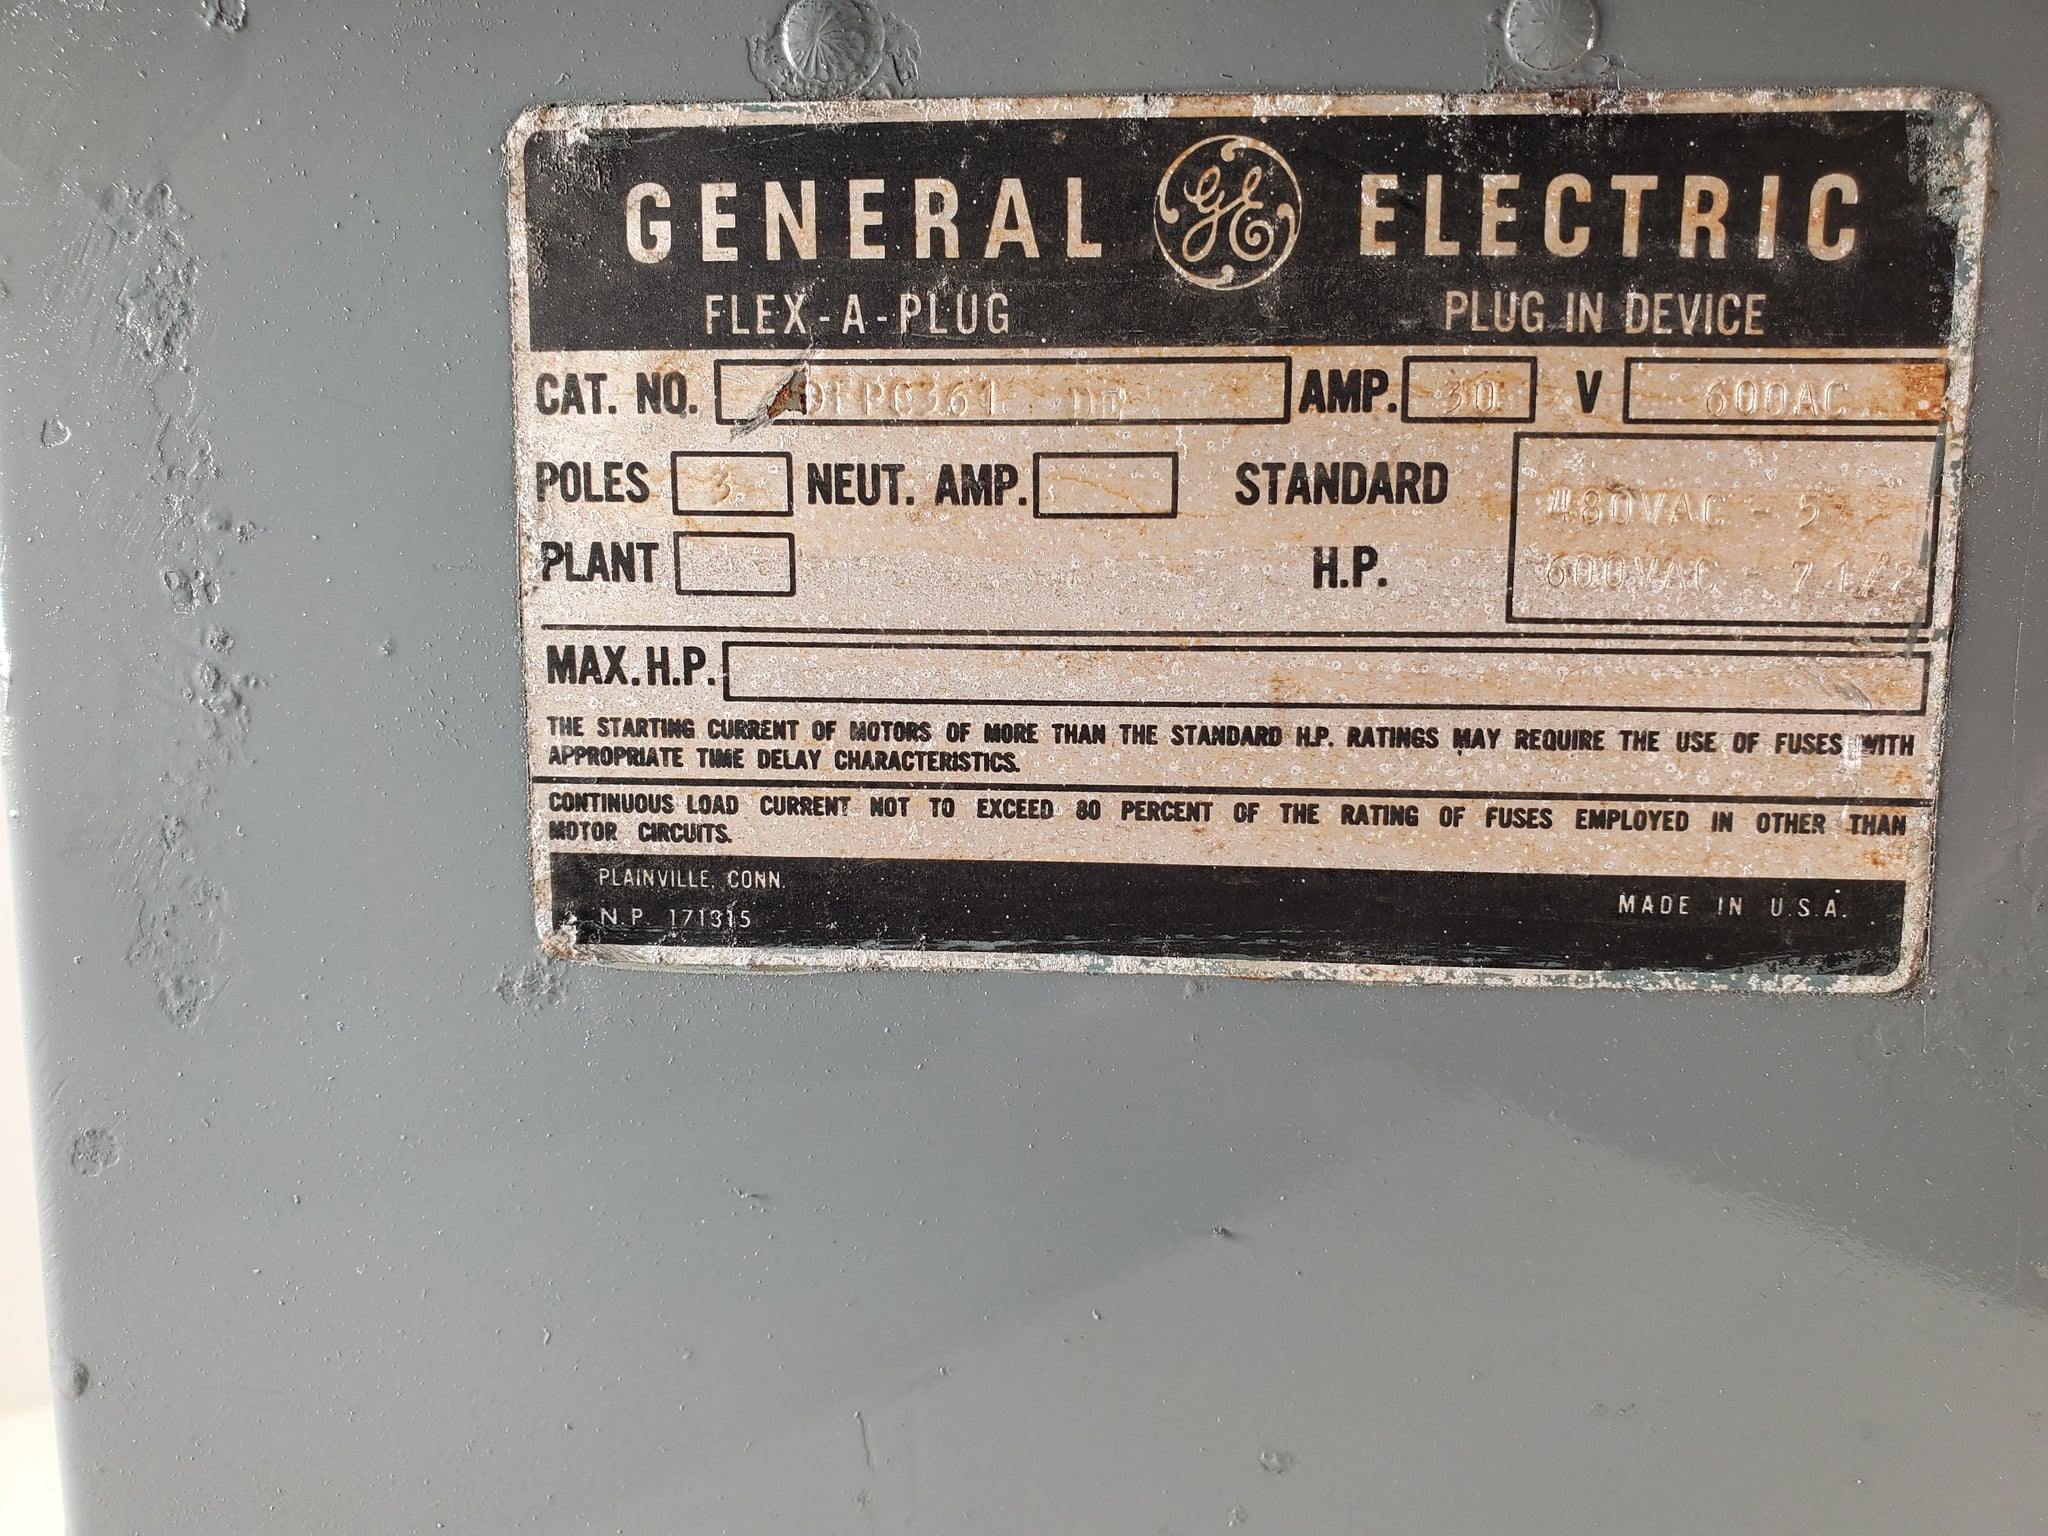 GENERAL GE ELECTRIC
FLEX-A-PLUG PLUG IN DEVICE
CAT. NO. AMP. 30 V 600AC
POLES 3 NEUT. AMP. STANDARD H.P.
480VAC - 5
600VAC - 7 1/2
PLANT
MAX. H.P.
THE STARTING CURRENT OF MOTORS OF MORE THAN THE STANDARD H.P. RATINGS MAY REQUIRE THE USE OF FUSES WITH
APPROPRIATE TIME DELAY CHARACTERISTICS.
CONTINUOUS LOAD CURRENT NOT TO EXCEED 80 PERCENT OF THE RATING OF FUSES EMPLOYED IN OTHER THAN
MOTOR CIRCUITS.
PLAINVILLE, CONN.
N.P. 171315 MADE IN U.S.A.